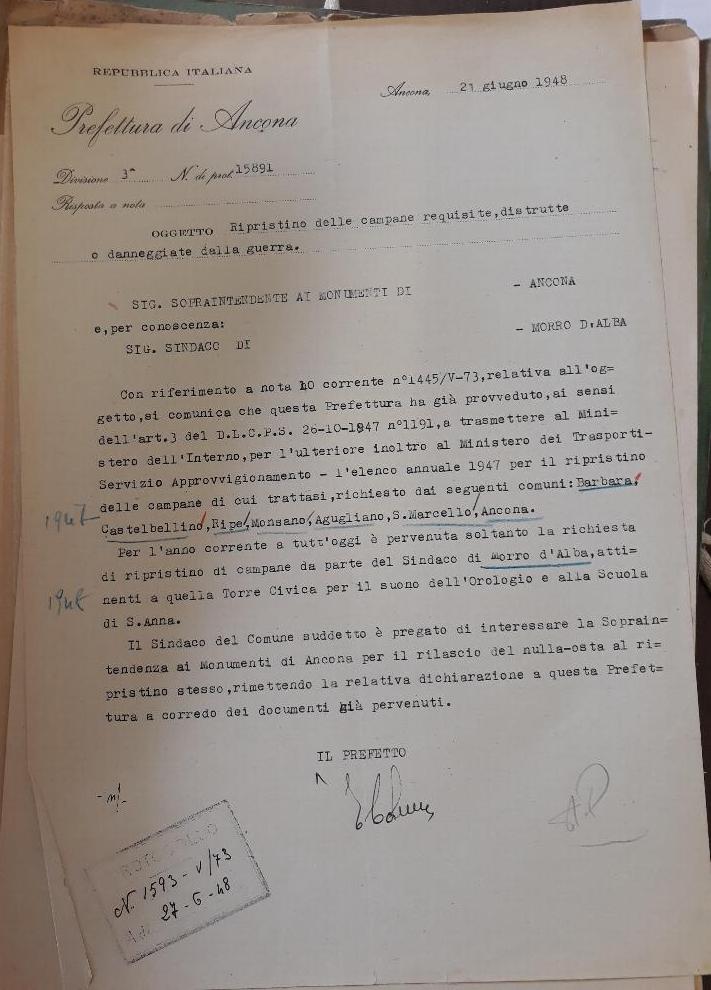 REPUBBLICA ITALIANA
Ancona, 21 giugno 1948
Prefettura di Ancona
Divisione 3ª N. di prot. 15891
Risposta a nota
OGGETTO Ripristino delle campane requisite,distrutte
o danneggiate dalla guerra.
SIG. SOPRAINTENDENTE AI MONUMENTI DI - ANCONA
e,per conoscenza:
SIG. SINDACO DI - MORRO D'ALBA
Con riferimento a nota 10 corrente n°1445/V-73,relativa all'og=
getto,si comunica che questa Prefettura ha già provveduto,ai sensi
dell'art.3 del D.L.C.P.S. 26-10-1847 n°1191,a trasmettere al Mini=
stero dell'Interno,per l'ulteriore inoltro al Ministero dei Trasporti-
Servizio Approvvigionamento - l'elenco annuale 1947 per il ripristino
delle campane di cui trattasi,richiesto dai seguenti comuni:Barbara,
1947 Castelbellino,Ripe,Monsano,Agugliano,S.Marcello,Ancona.
Per l'anno corrente a tutt'oggi è pervenuta soltanto la richiesta
di ripristino di campane da parte del Sindaco di Morro d'Alba,atti=
1948 nenti a quella Torre Civica per il suono dell'Orologio e alla Scuola
di S.Anna.
Il Sindaco del Comune suddetto è pregato di interessare la Soprain=
tendenza ai Monumenti di Ancona per il rilascio del nulla-osta al ri=
pristino stesso,rimettendo la relativa dichiarazione a questa Prefet=
tura a corredo dei documenti già pervenuti.
IL PREFETTO
PROTOCOLLO
N. 1593-V/73
Addì 27-6-48